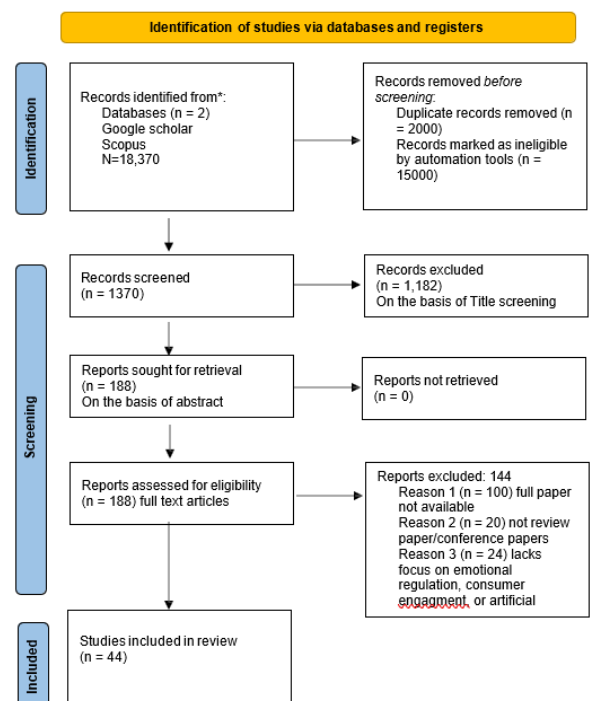 Identification of studies via databases and registers
Identification
Records identified from*:
Databases (n = 2)
Google scholar
Scopus
N=18,370
Records removed before
screening:
Duplicate records removed (n
= 2000)
Records marked as ineligible
by automation tools (n =
15000)
Screening
Records screened
(n = 1370)
Records excluded
(n = 1,182)
On the basis of Title screening
Reports sought for retrieval
(n = 188)
On the basis of abstract
Reports not retrieved
(n = 0)
Reports assessed for eligibility
(n = 188) full text articles
Reports excluded: 144
Reason 1 (n = 100) full paper
not available
Reason 2 (n = 20) not review
paper/conference papers
Reason 3 (n = 24) lacks
focus on emotional
regulation, consumer
engagment, or artificial
Included
Studies included in review
(n = 44)